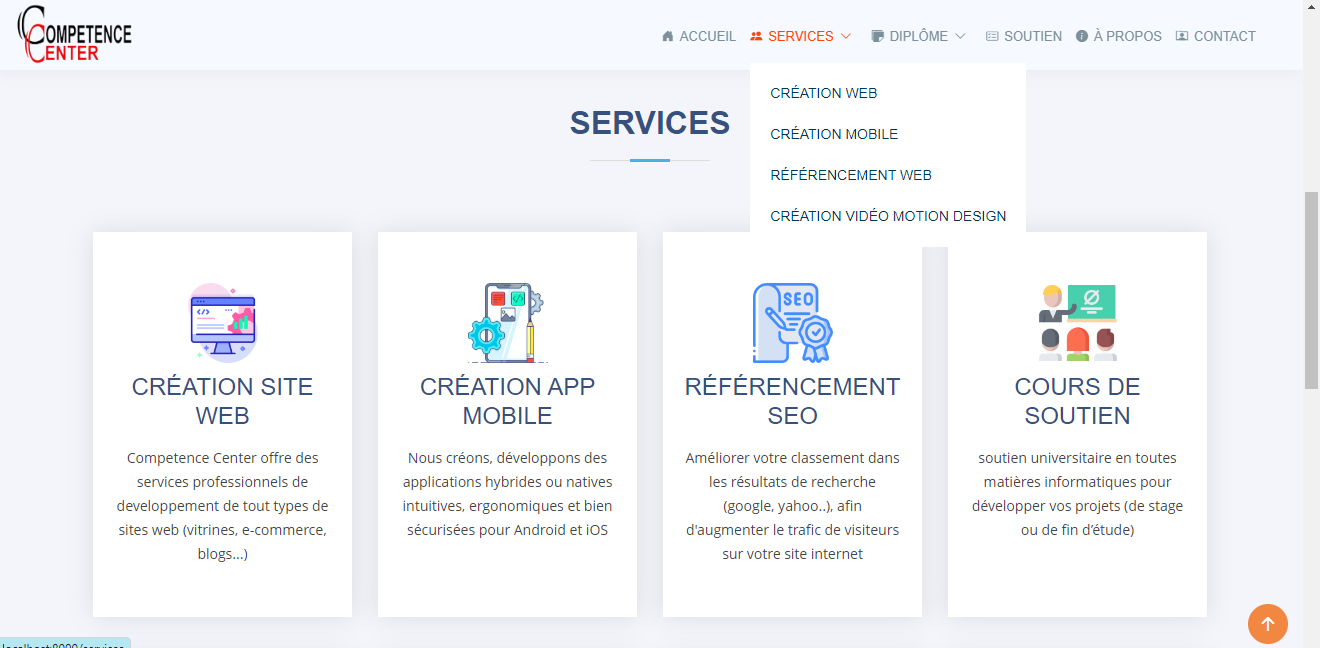 COMPETENCE
CENTER
ACCUEIL SERVICES DIPLÔME SOUTIEN À PROPOS CONTACT
CRÉATION WEB
CRÉATION MOBILE
RÉFÉRENCEMENT WEB
CRÉATION VIDÉO MOTION DESIGN
SERVICES
CRÉATION SITE
WEB
Competence Center offre des
services professionnels de
developpement de tout types de
sites web (vitrines, e-commerce,
blogs...)
CRÉATION APP
MOBILE
Nous créons, développons des
applications hybrides ou natives
intuitives, ergonomiques et bien
sécurisées pour Android et iOS
SEO
RÉFÉRENCEMENT
SEO
Améliorer votre classement dans
les résultats de recherche
(google, yahoo..), afin
d'augmenter le trafic de visiteurs
sur votre site internet
COURS DE
SOUTIEN
soutien universitaire en toutes
matières informatiques pour
développer vos projets (de stage
ou de fin d’étude)
localhost:8000/services